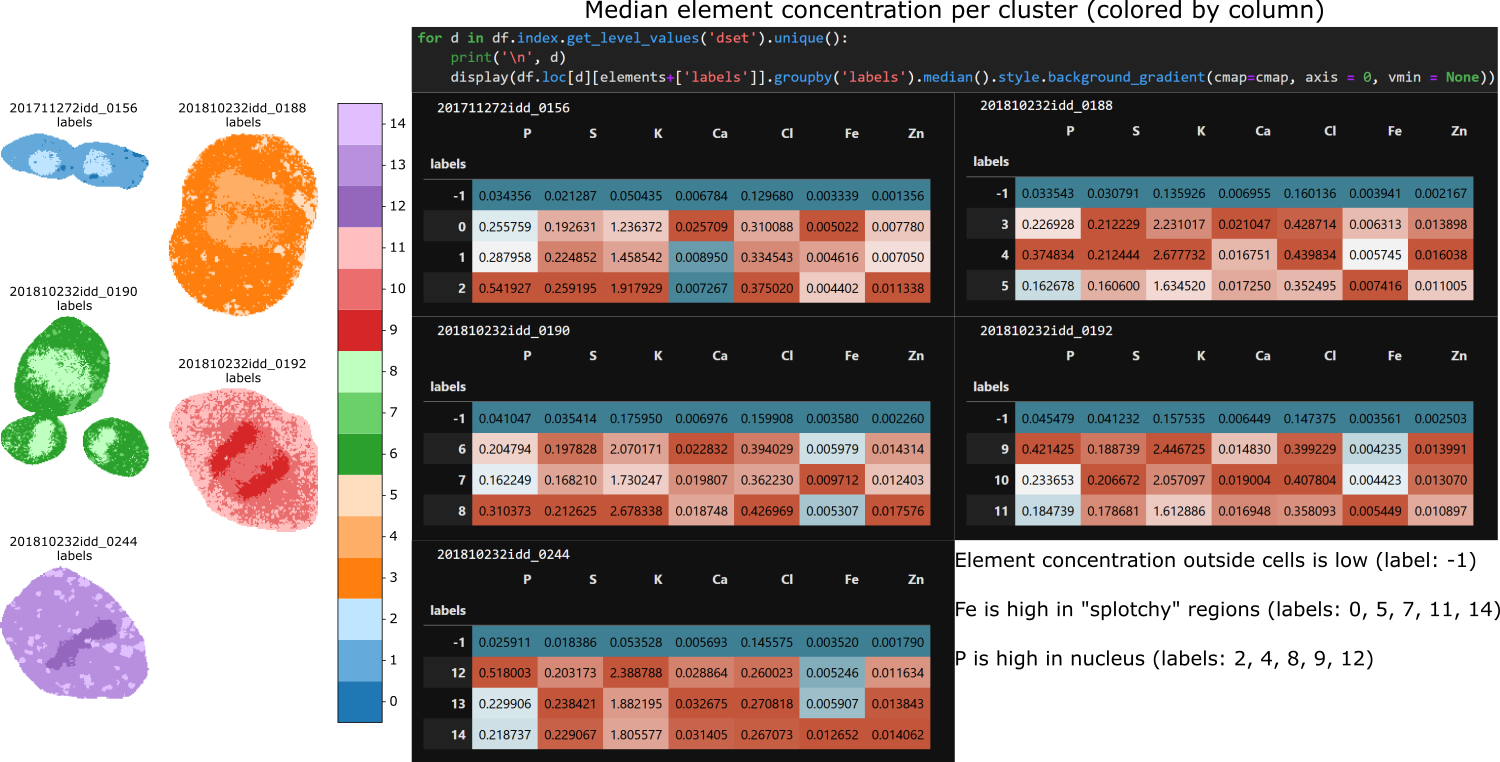 Median element concentration per cluster (colored by column)
for d in df.index.get_level_values('dset').unique():
print('\n', d)
display(df.loc[d][elements+['labels']].groupby('labels').median().style.background_gradient(cmap=cmap, axis = 0, vmin = None))
201711272idd_0156
labels
201810232idd_0188
labels
201810232idd_0190
labels
201810232idd_0192
labels
201810232idd_0244
labels
14
13
12
11
10
9
8
7
6
5
4
3
2
1
0
201711272idd_0156
P S K Ca Cl Fe Zn
labels
-1 0.034356 0.021287 0.050435 0.006784 0.129680 0.003339 0.001356
0 0.255759 0.192631 1.236372 0.025709 0.310088 0.005022 0.007780
1 0.287958 0.224852 1.458542 0.008950 0.334543 0.004616 0.007050
2 0.541927 0.259195 1.917929 0.007267 0.375020 0.004402 0.011338
201810232idd_0188
P S K Ca Cl Fe Zn
labels
-1 0.033543 0.030791 0.135926 0.006955 0.160136 0.003941 0.002167
3 0.226928 0.212229 2.231017 0.021047 0.428714 0.006313 0.013898
4 0.374834 0.212444 2.677732 0.016751 0.439834 0.005745 0.016038
5 0.162678 0.160600 1.634520 0.017250 0.352495 0.007416 0.011005
201810232idd_0190
P S K Ca Cl Fe Zn
labels
-1 0.041047 0.035414 0.175950 0.006976 0.159908 0.003580 0.002260
6 0.204794 0.197828 2.070171 0.022832 0.394029 0.005979 0.014314
7 0.162249 0.168210 1.730247 0.019807 0.362230 0.009712 0.012403
8 0.310373 0.212625 2.678338 0.018748 0.426969 0.005307 0.017576
201810232idd_0192
P S K Ca Cl Fe Zn
labels
-1 0.045479 0.041232 0.157535 0.006449 0.147375 0.003561 0.002503
9 0.421425 0.188739 2.446725 0.014830 0.399229 0.004235 0.013991
10 0.233653 0.206672 2.057097 0.019004 0.407804 0.004423 0.013070
11 0.184739 0.178681 1.612886 0.016948 0.358093 0.005449 0.010897
201810232idd_0244
P S K Ca Cl Fe Zn
labels
-1 0.025911 0.018386 0.053528 0.005693 0.145575 0.003520 0.001790
12 0.518003 0.203173 2.388788 0.028864 0.260023 0.005246 0.011634
13 0.229906 0.238421 1.882195 0.032675 0.270818 0.005907 0.013843
14 0.218737 0.229067 1.805577 0.031405 0.267073 0.012652 0.014062
Element concentration outside cells is low (label: -1)
Fe is high in "splotchy" regions (labels: 0, 5, 7, 11, 14)
P is high in nucleus (labels: 2, 4, 8, 9, 12)